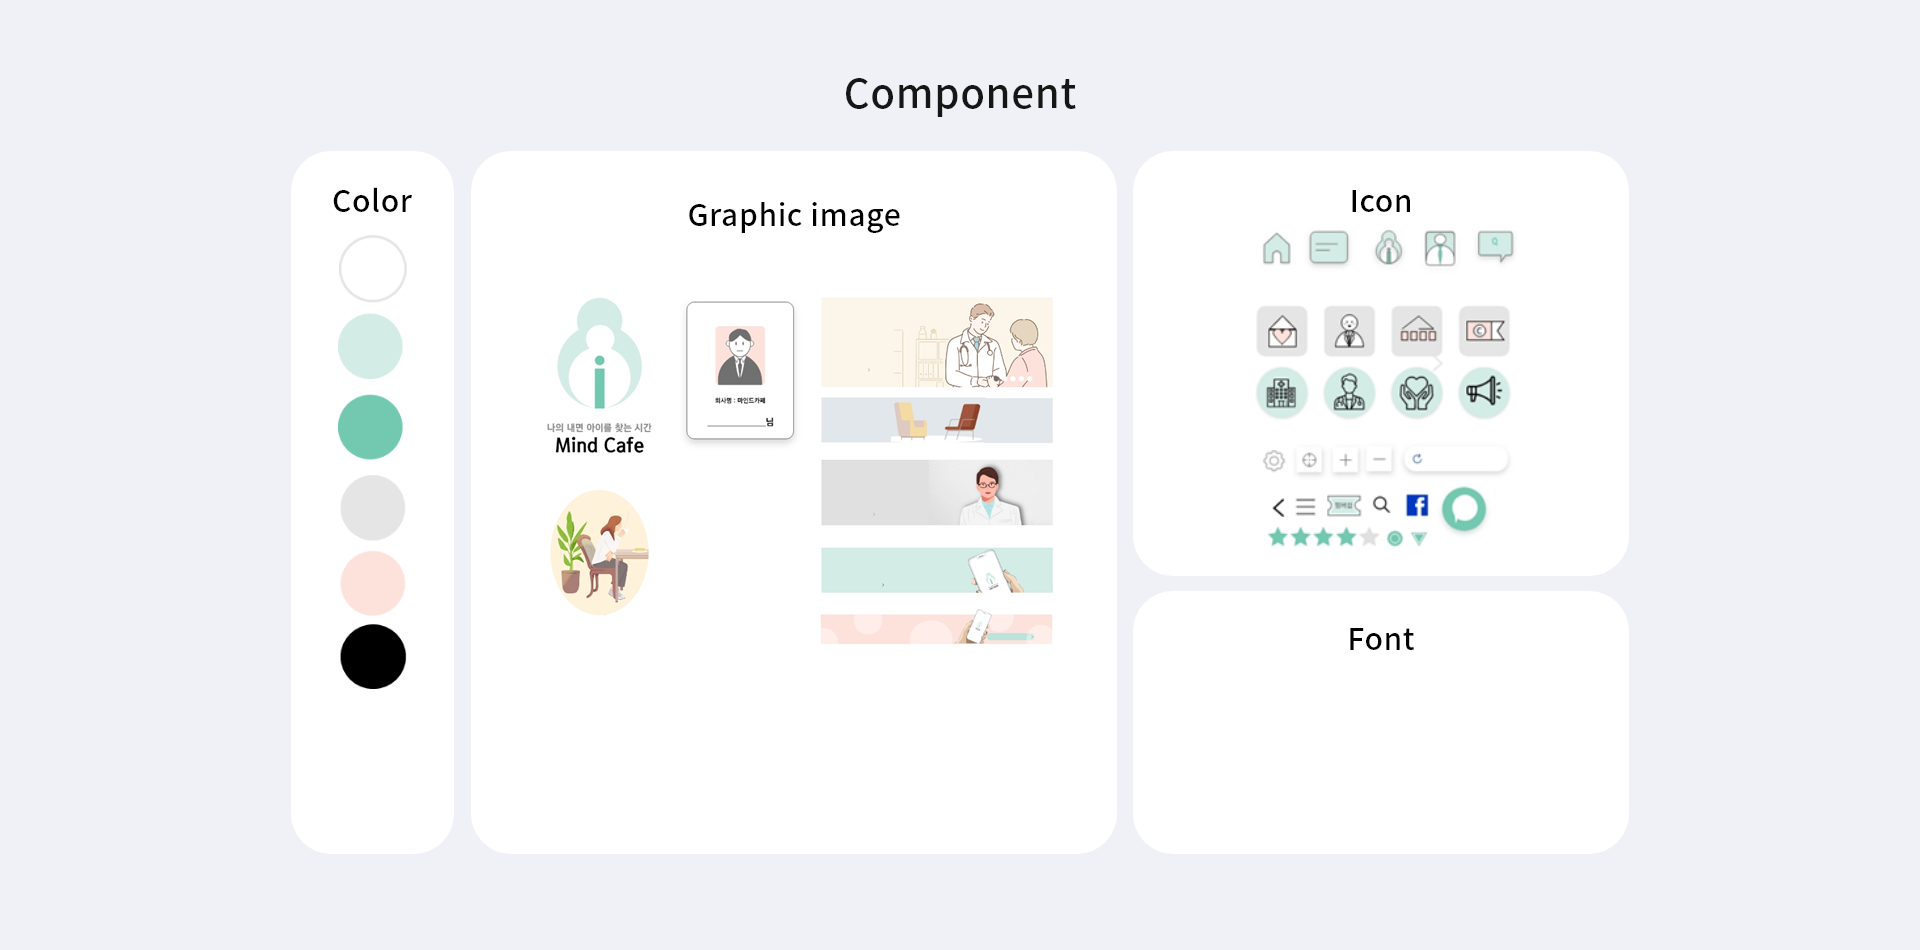 Component
Color
Graphic image
나의 내면 아이를 찾는 시간
Mind Cafe
회사명 : 마인드카페
님
Icon
Q
C
f
Font